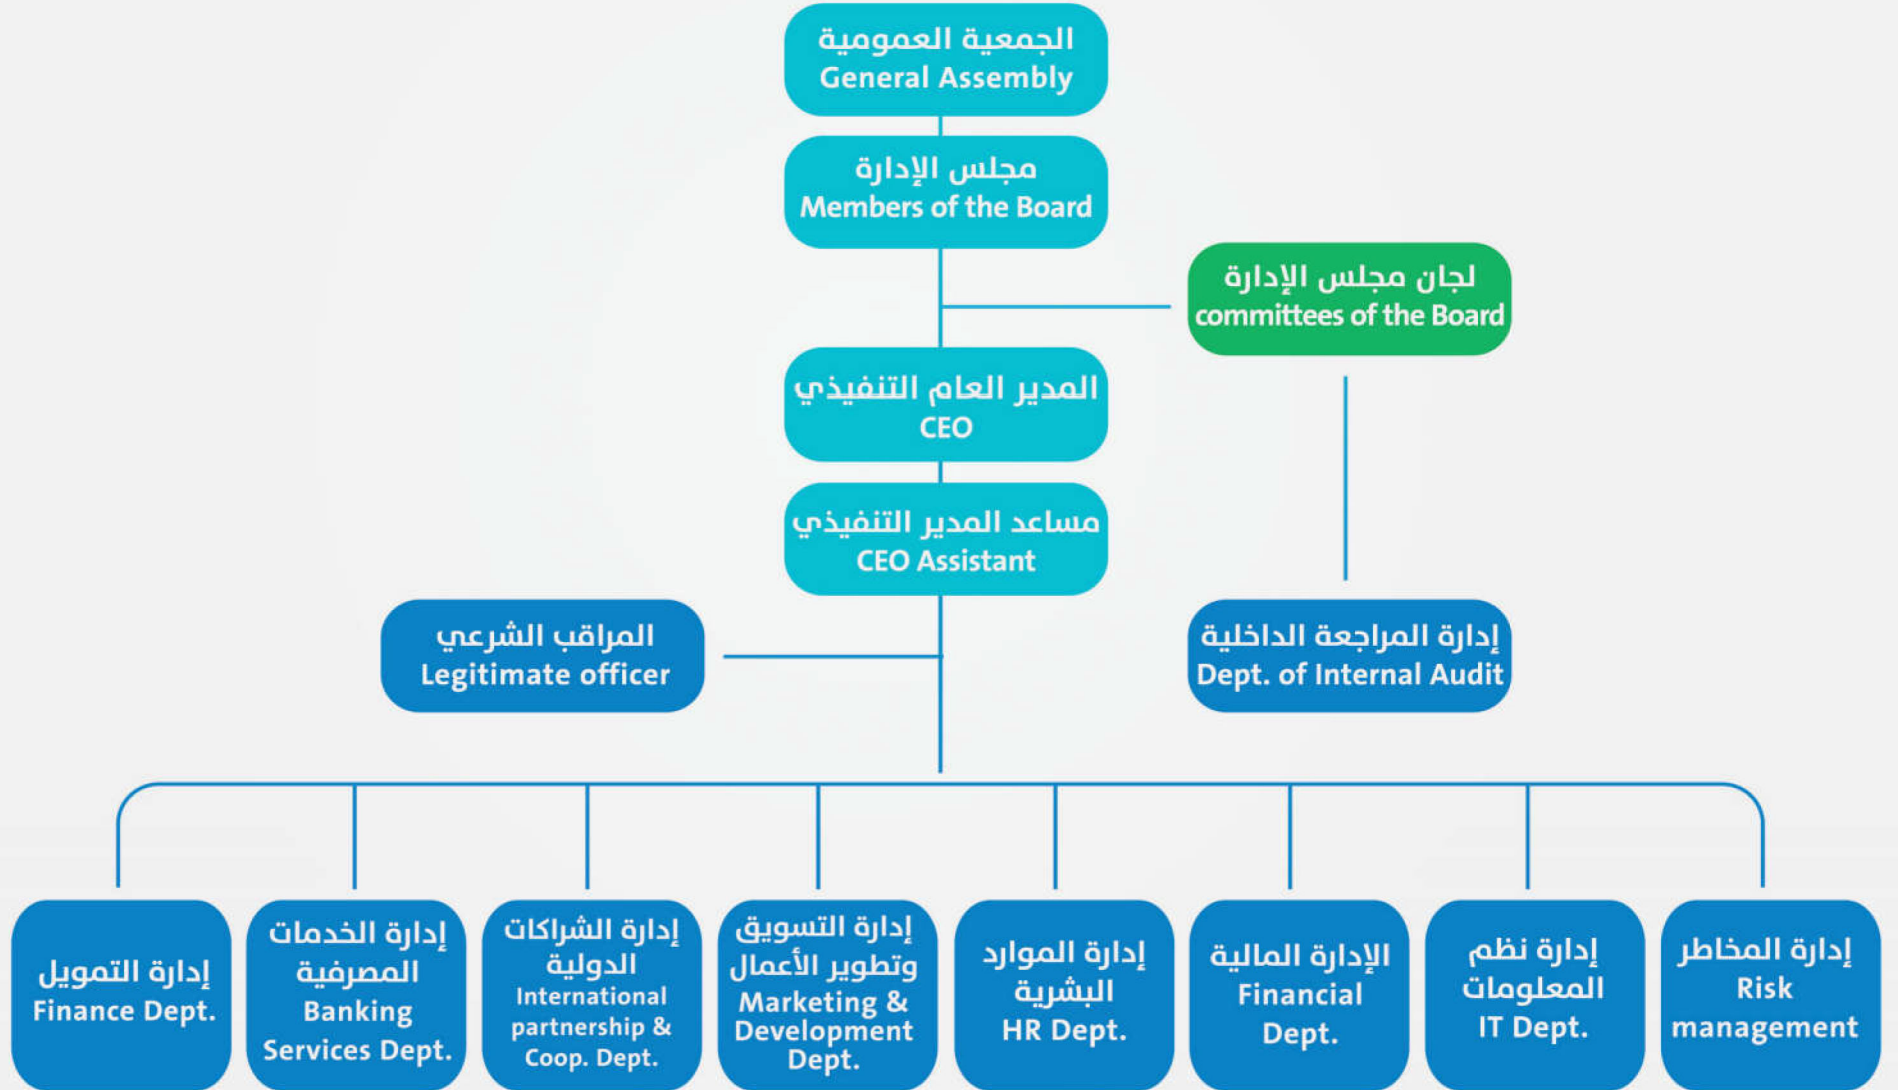 الجمعية العمومية
General Assembly
مجلس الإدارة
Members of the Board
لجان مجلس الإدارة
committees of the Board
المدير العام التنفيذي
CEO
مساعد المدير التنفيذي
CEO Assistant
المراقب الشرعي
Legitimate officer
إدارة المراجعة الداخلية
Dept. of Internal Audit
إدارة التمويل
Finance Dept.
إدارة الخدمات
المصرفية
Banking
Services Dept.
إدارة الشراكات
الدولية
International
partnership &
Coop. Dept.
إدارة التسويق
وتطوير الأعمال
Marketing &
Development
Dept.
إدارة الموارد
البشرية
HR Dept.
الإدارة المالية
Financial
Dept.
إدارة نظم
المعلومات
IT Dept.
إدارة المخاطر
Risk
management